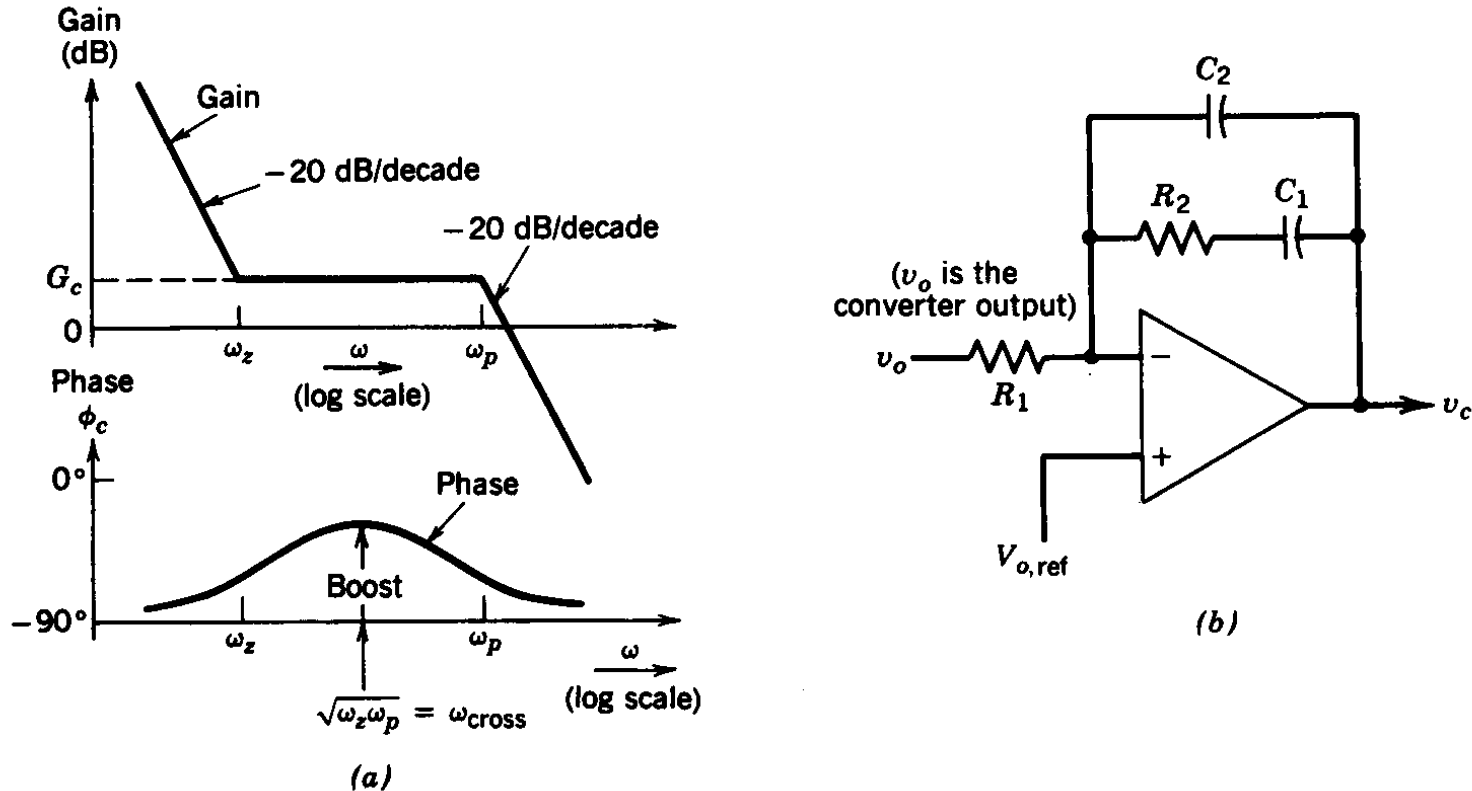 Gain
(dB)
Gain
−20 dB/decade
−20 dB/decade
G_c
0
ω_z
ω
ω_p
(log scale)
Phase
ϕ_c
0°
Phase
Boost
−90°
ω_z
ω_p
ω
(log scale)
√ω_zω_p = ω_cross
(a)
C_2
R_2
C_1
(v_o is the
converter output)
v_o
R_1
−
+
v_c
V_o,ref
(b)